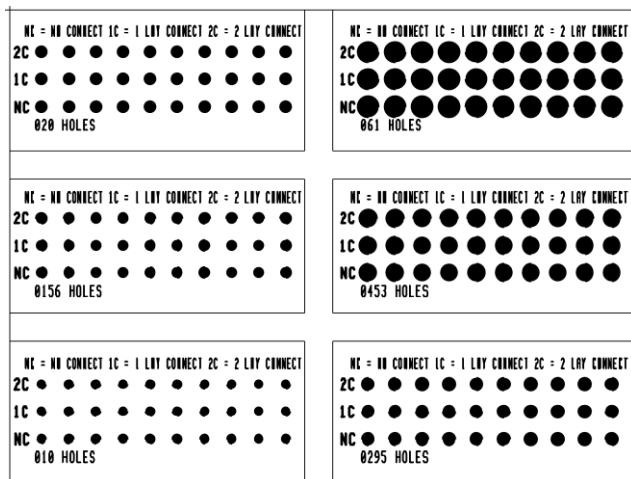 NC = NO CONNECT 1C = 1 LAY CONNECT 2C = 2 LAY CONNECT
2C
1C
NC
020 HOLES
NC = NO CONNECT 1C = 1 LAY CONNECT 2C = 2 LAY CONNECT
2C
1C
NC
061 HOLES
NC = NO CONNECT 1C = 1 LAY CONNECT 2C = 2 LAY CONNECT
2C
1C
NC
0156 HOLES
NC = NO CONNECT 1C = 1 LAY CONNECT 2C = 2 LAY CONNECT
2C
1C
NC
0453 HOLES
NC = NO CONNECT 1C = 1 LAY CONNECT 2C = 2 LAY CONNECT
2C
1C
NC
010 HOLES
NC = NO CONNECT 1C = 1 LAY CONNECT 2C = 2 LAY CONNECT
2C
1C
NC
0295 HOLES